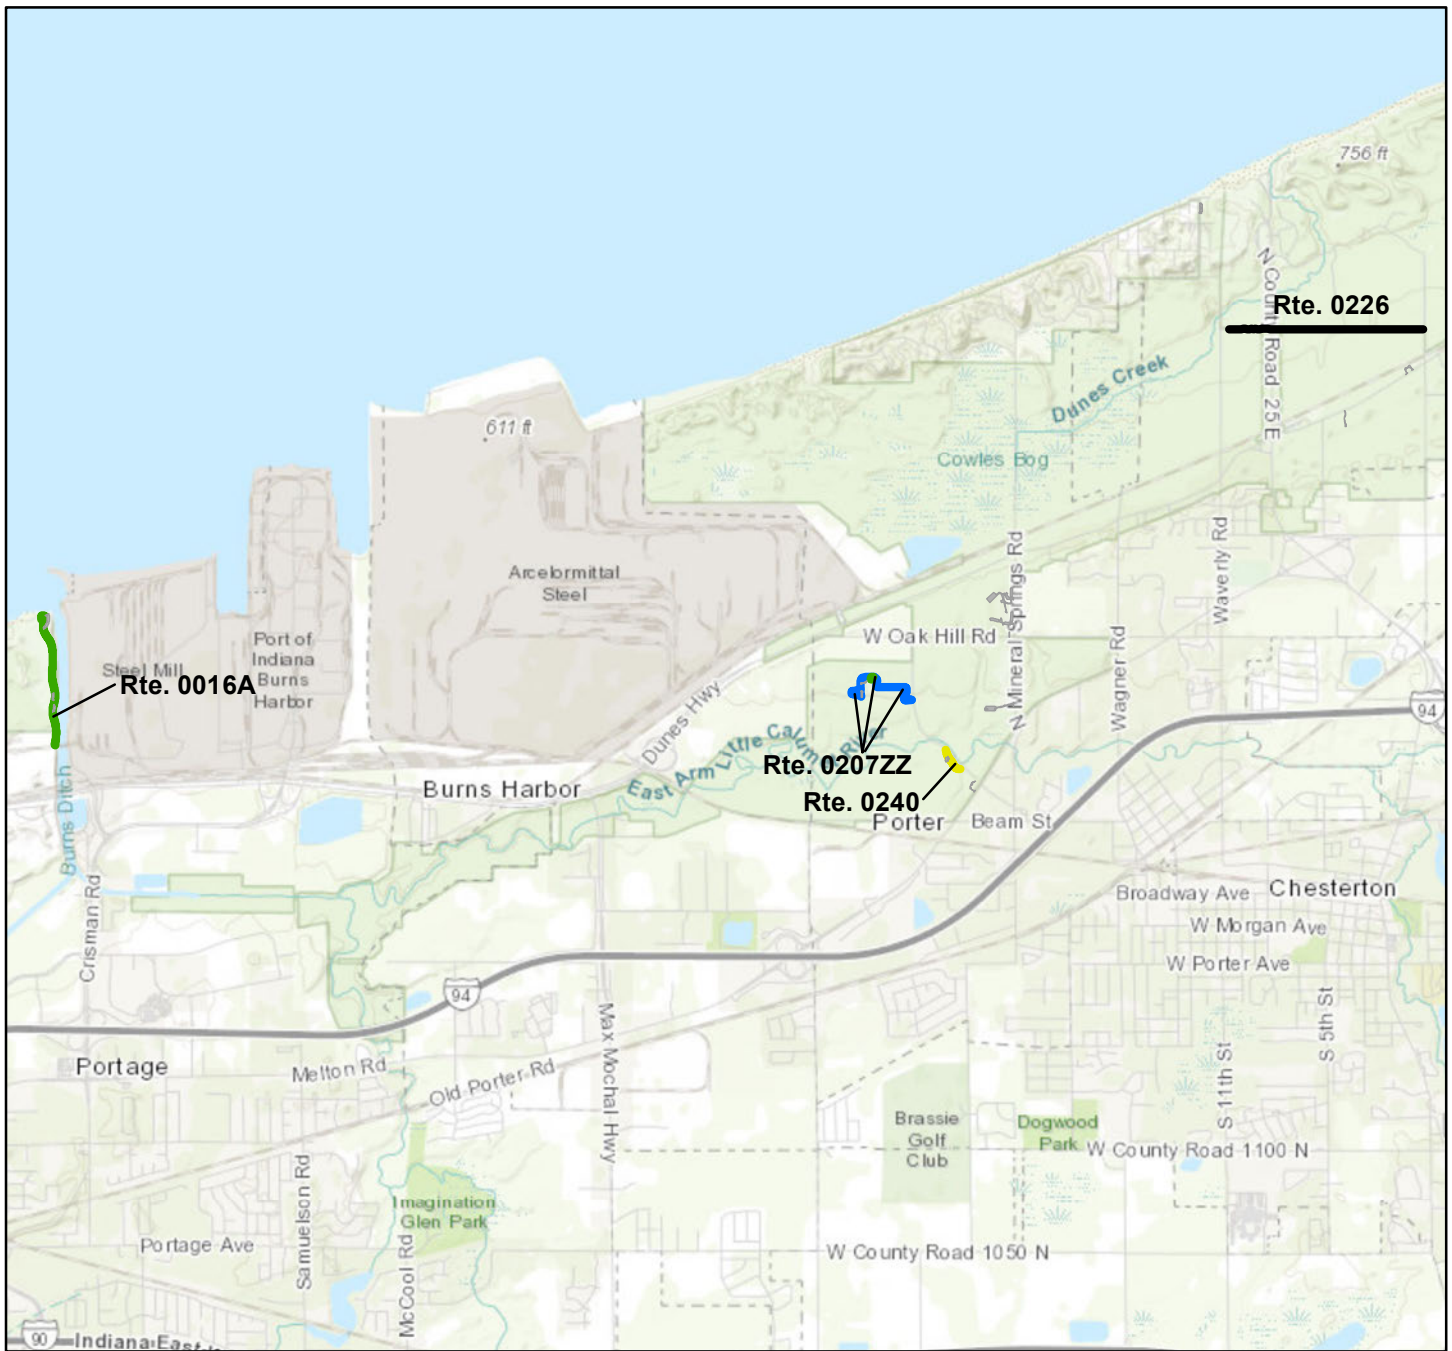 756 ft
N County Road 25 E
Rte. 0226
Dunes Creek
611 ft
Cowles Bog
Arcelormittal
Steel
N Mineral Springs Rd
Waverly Rd
W Oak Hill Rd
Wagner Rd
Port of
Indiana
Burns
Harbor
Steel Mill
Rte. 0016A
Dunes Hwy
94
East Arm Little Calumet River
Rte. 0207ZZ
Rte. 0240
Burns Harbor
Porter
Beam St
Burns Ditch
Crisman Rd
Broadway Ave
Chesterton
W Morgan Ave
W Porter Ave
94
Max Mochal Hwy
S 5th St
S 11th St
Portage
Melton Rd
Old Porter Rd
Brassie
Golf
Club
Dogwood
Park
W County Road 1100 N
Samuelson Rd
Imagination
Glen Park
McCool Rd
Portage Ave
W County Road 1050 N
90